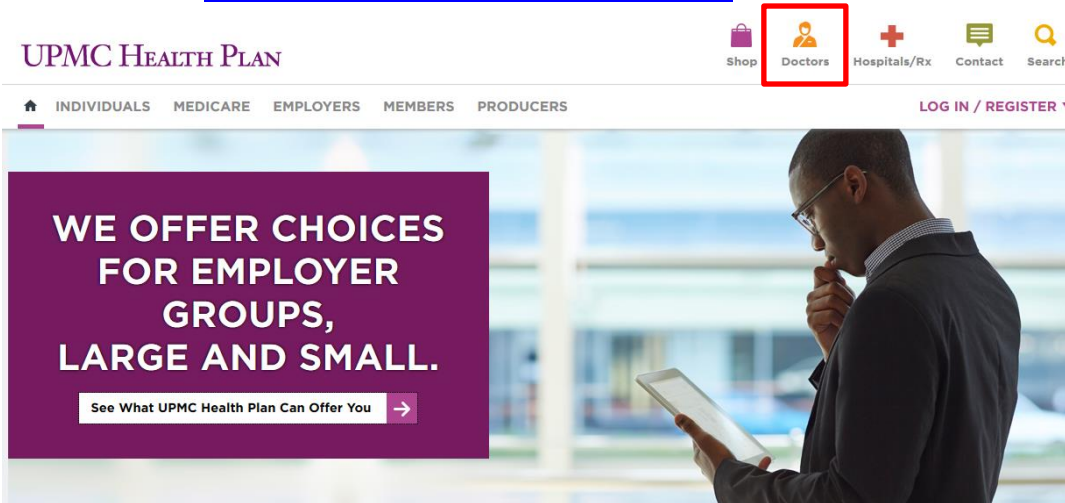 UPMC HEALTH PLAN
Shop Doctors Hospitals/Rx Contact Search
INDIVIDUALS MEDICARE EMPLOYERS MEMBERS PRODUCERS LOG IN / REGISTER
WE OFFER CHOICES
FOR EMPLOYER
GROUPS,
LARGE AND SMALL.
See What UPMC Health Plan Can Offer You